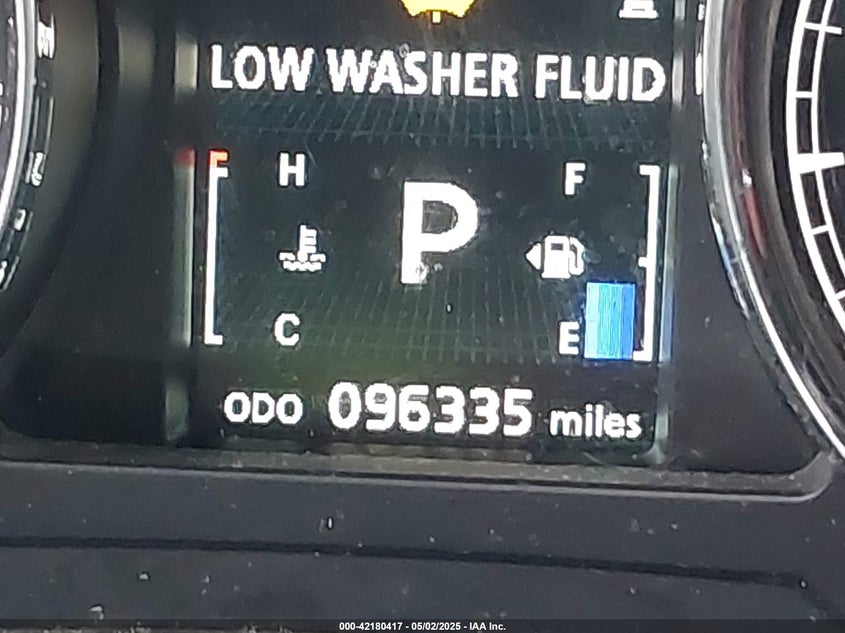 LOW WASHER FLUID
H F
P
C E
ODO 096335 miles
000-42180417 - 05/02/2025 - IAA Inc.